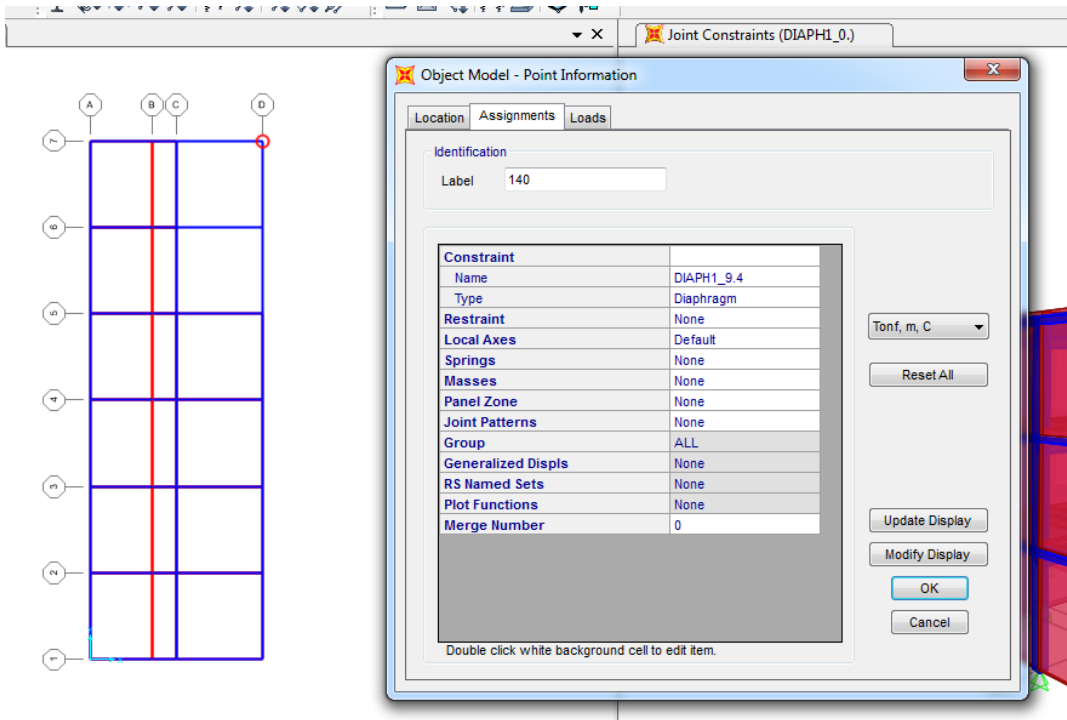 Joint Constraints (DIAPH1_0.)
Object Model - Point Information
Location Assignments Loads
Identification
Label 140
Constraint
Name DIAPH1_9.4
Type Diaphragm
Restraint None
Local Axes Default
Springs None
Masses None
Panel Zone None
Joint Patterns None
Group ALL
Generalized Displs None
RS Named Sets None
Plot Functions None
Merge Number 0
Double click white background cell to edit item.
Tonf, m, C
Reset All
Update Display
Modify Display
OK
Cancel
A B C D
7
6
5
4
3
2
1